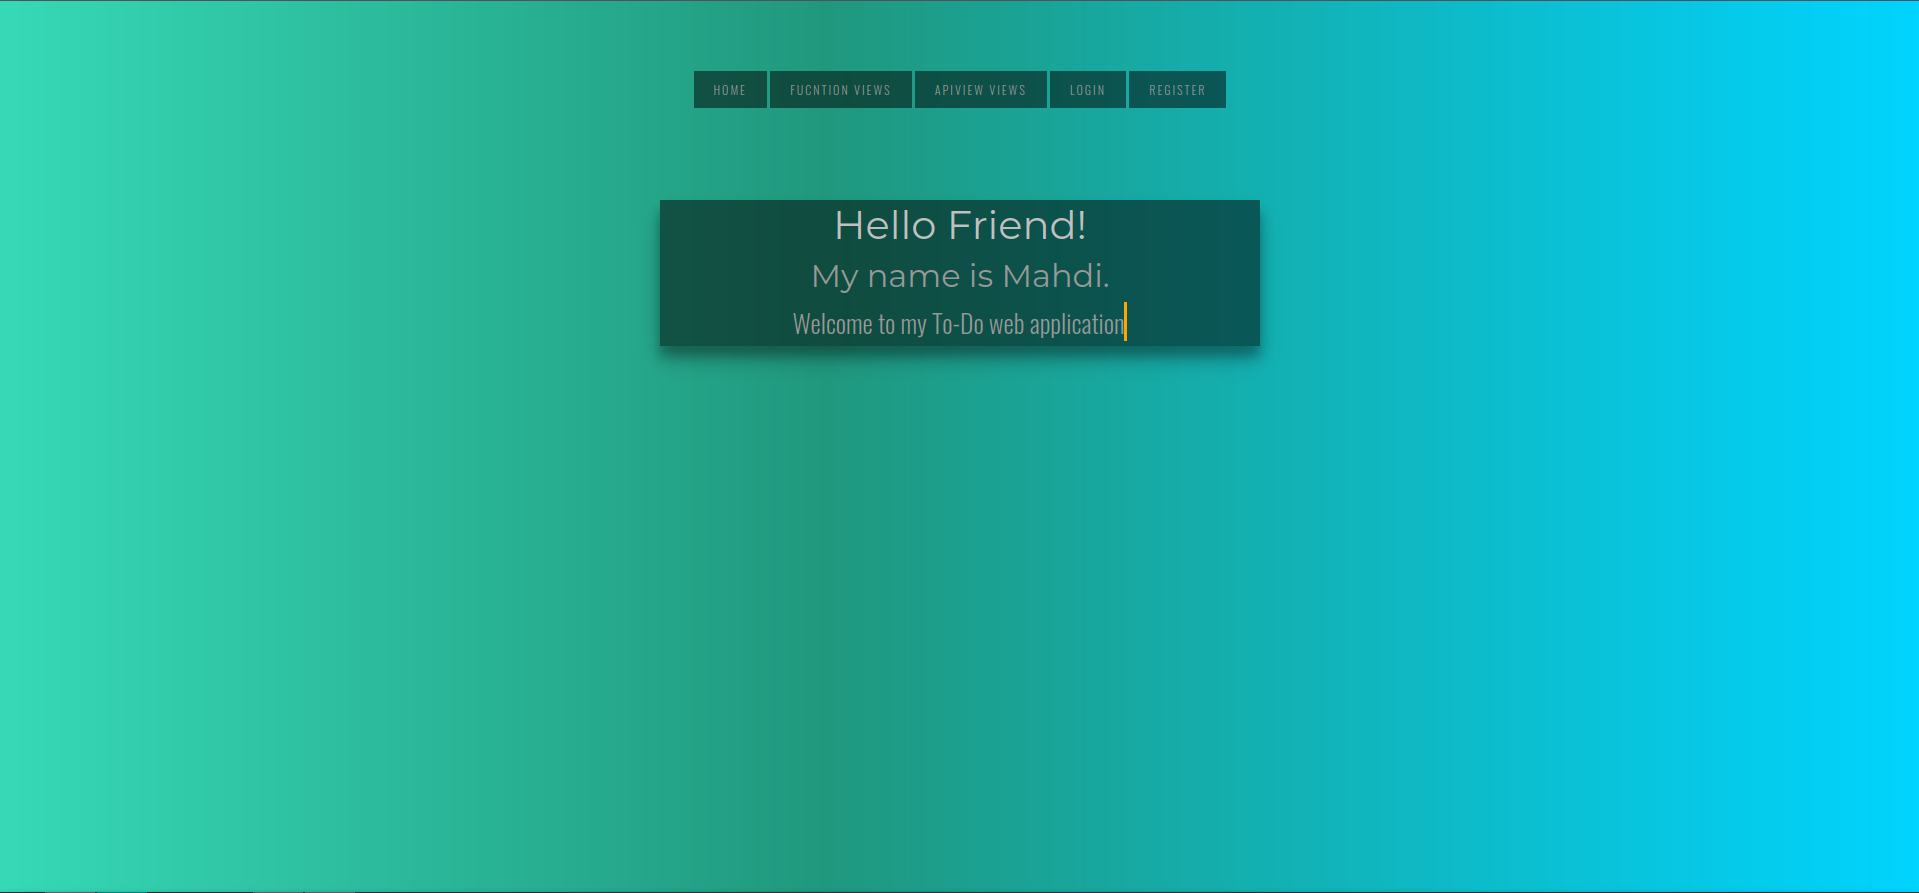 HOME FUCNTION VIEWS APIVIEW VIEWS LOGIN REGISTER
Hello Friend!
My name is Mahdi.
Welcome to my To-Do web application